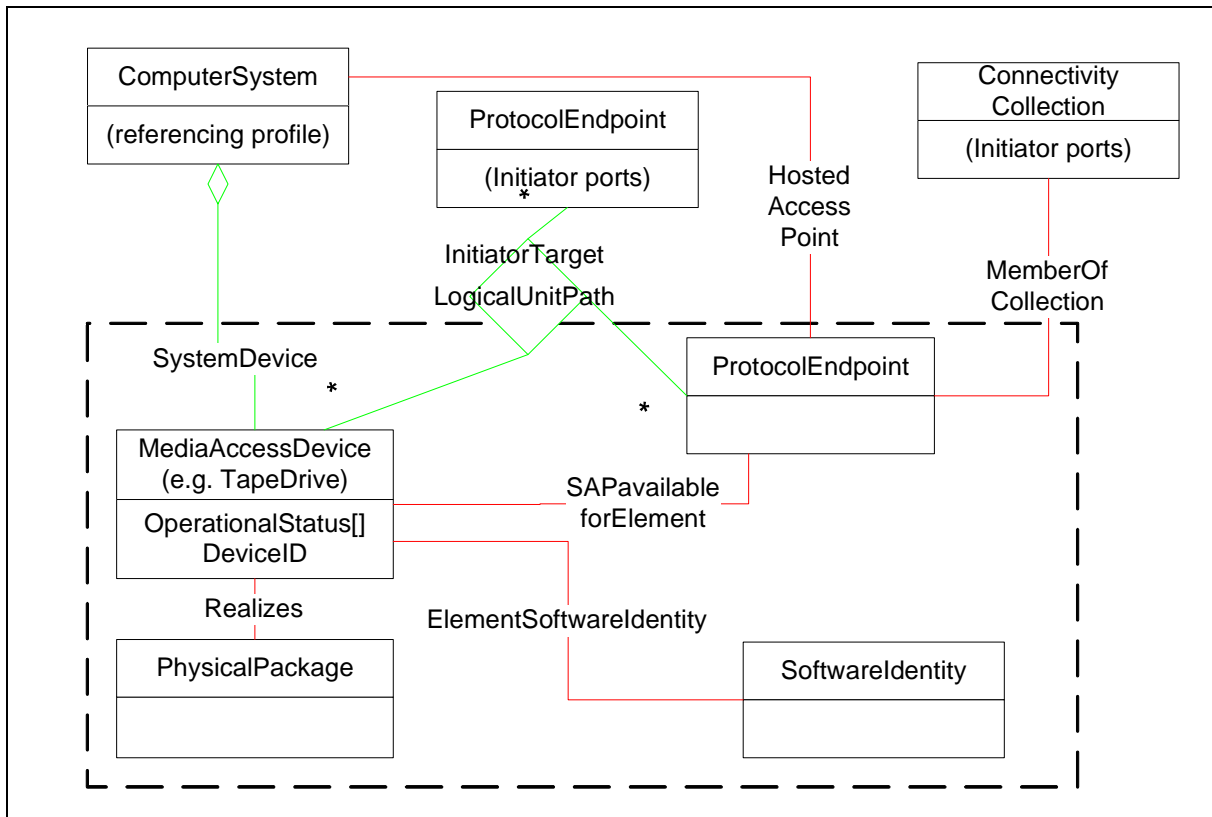 ComputerSystem
(referencing profile)
ProtocolEndpoint
(Initiator ports)
*
Connectivity
Collection
(Initiator ports)
Hosted
Access
Point
InitiatorTarget
LogicalUnitPath
MemberOf
Collection
SystemDevice
*
*
ProtocolEndpoint
MediaAccessDevice
(e.g. TapeDrive)
OperationalStatus[]
DeviceID
SAPavailable
forElement
Realizes
ElementSoftwareIdentity
PhysicalPackage
SoftwareIdentity